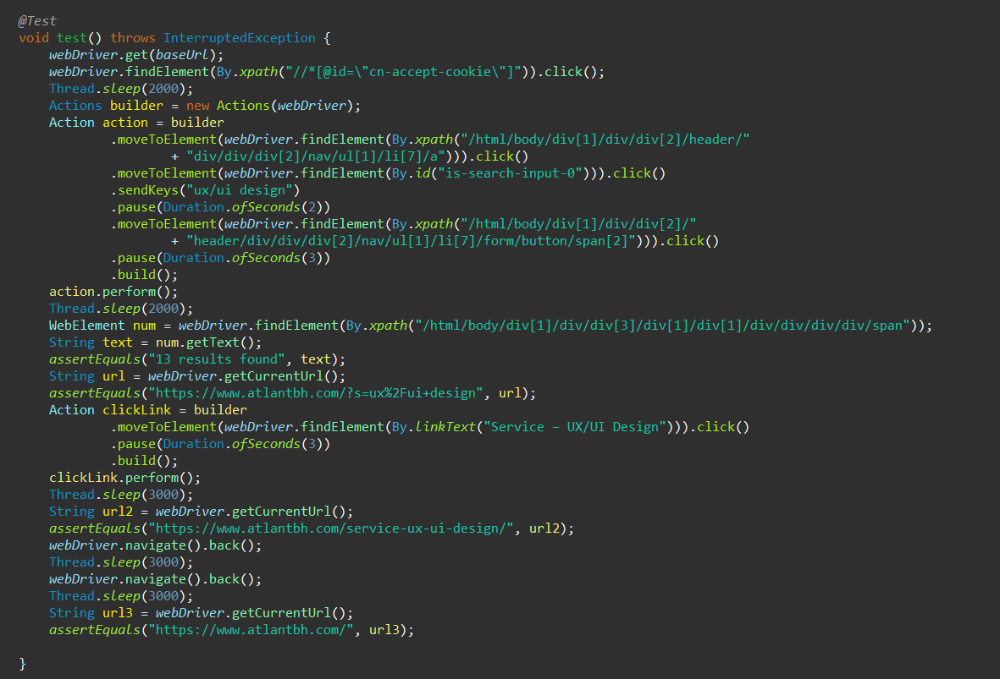 @Test
void test() throws InterruptedException {
    webDriver.get(baseUrl);
    webDriver.findElement(By.xpath("//*[@id=\"cn-accept-cookie\"]")).click();
    Thread.sleep(2000);
    Actions builder = new Actions(webDriver);
    Action action = builder
            .moveToElement(webDriver.findElement(By.xpath("/html/body/div[1]/div/div[2]/header/"
                    + "div/div/div[2]/nav/ul[1]/li[7]/a"))).click()
            .moveToElement(webDriver.findElement(By.id("is-search-input-0"))).click()
            .sendKeys("ux/ui design")
            .pause(Duration.ofSeconds(2))
            .moveToElement(webDriver.findElement(By.xpath("/html/body/div[1]/div/div[2]/"
                    + "header/div/div/div[2]/nav/ul[1]/li[7]/form/button/span[2]"))).click()
            .pause(Duration.ofSeconds(3))
            .build();
    action.perform();
    Thread.sleep(2000);
    WebElement num = webDriver.findElement(By.xpath("/html/body/div[1]/div/div[3]/div[1]/div[1]/div/div/div/div/span"));
    String text = num.getText();
    assertEquals("13 results found", text);
    String url = webDriver.getCurrentUrl();
    assertEquals("https://www.atlantbh.com/?s=ux%2Fui+design", url);
    Action clickLink = builder
            .moveToElement(webDriver.findElement(By.linkText("Service – UX/UI Design"))).click()
            .pause(Duration.ofSeconds(3))
            .build();
    clickLink.perform();
    Thread.sleep(3000);
    String url2 = webDriver.getCurrentUrl();
    assertEquals("https://www.atlantbh.com/service-ux-ui-design/", url2);
    webDriver.navigate().back();
    Thread.sleep(3000);
    webDriver.navigate().back();
    Thread.sleep(3000);
    String url3 = webDriver.getCurrentUrl();
    assertEquals("https://www.atlantbh.com/", url3);
}